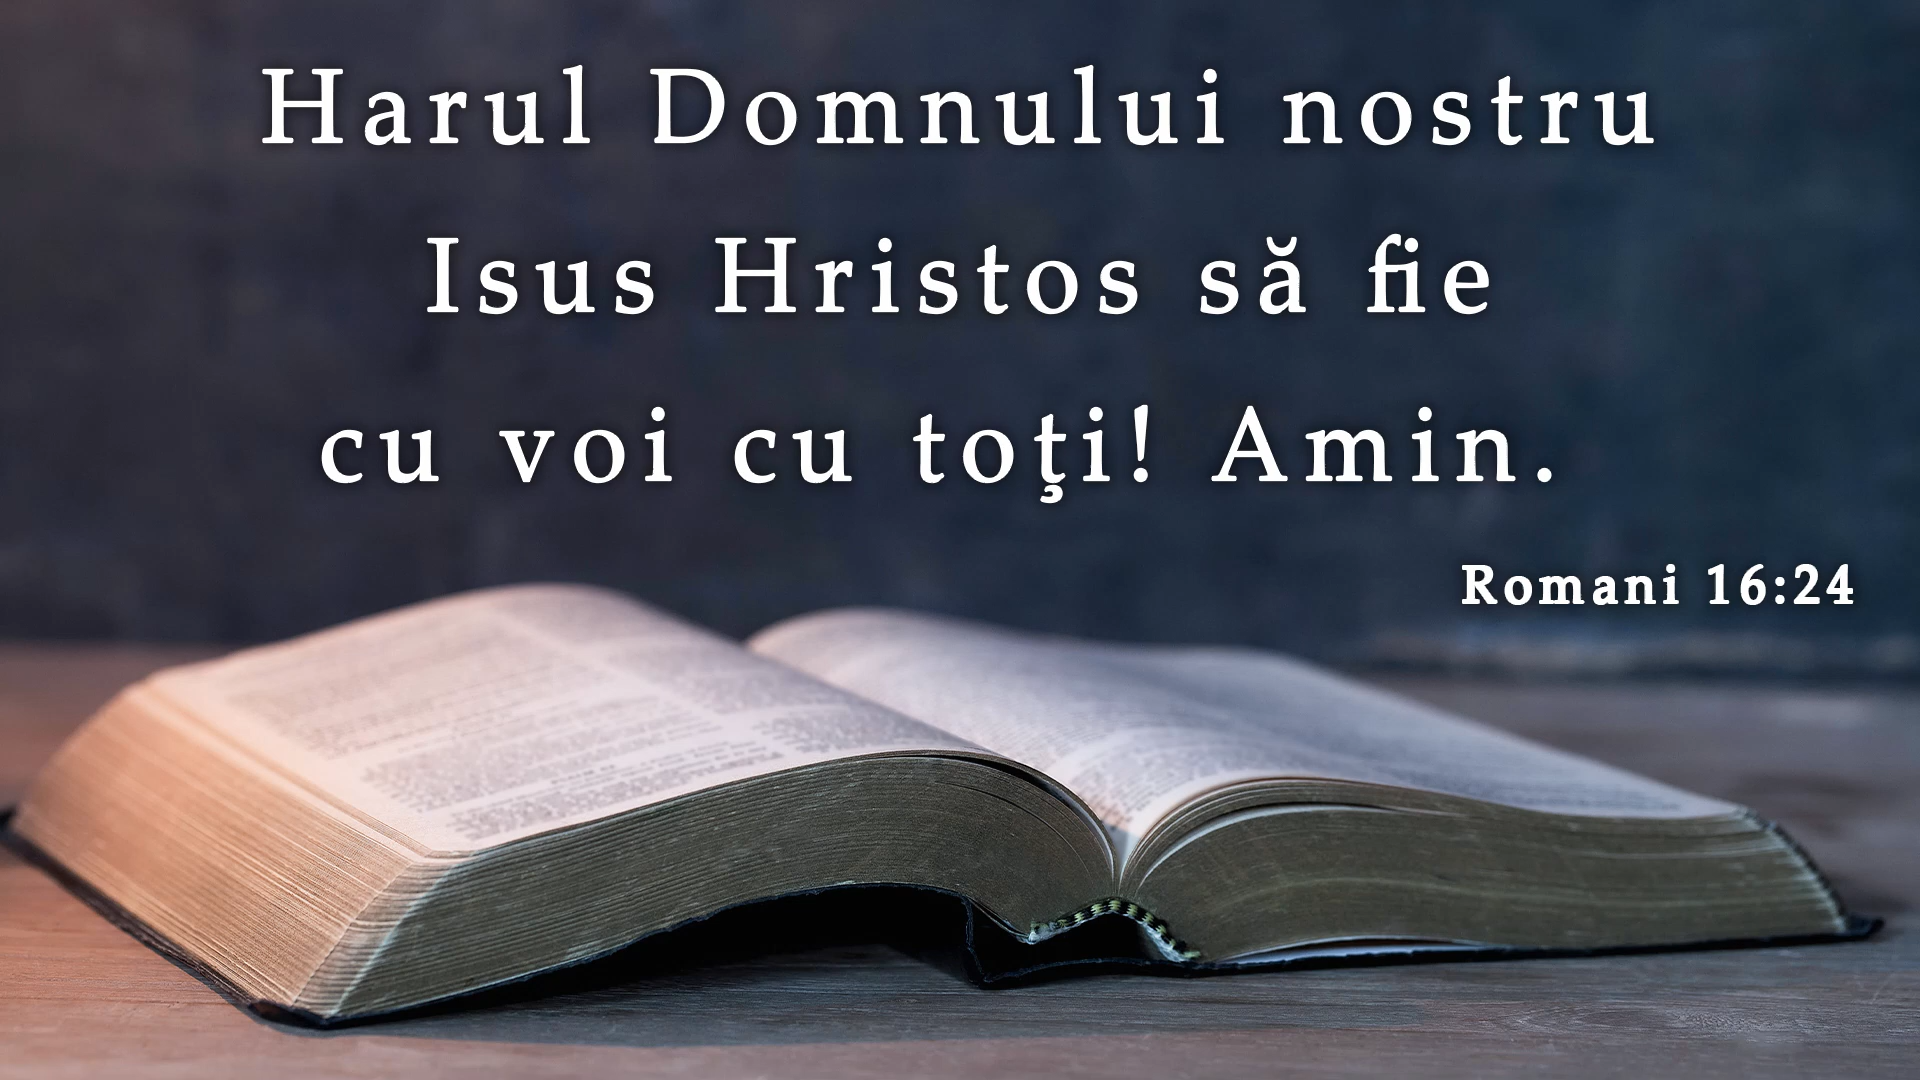 Harul Domnului nostru
Isus Hristos să fie
cu voi cu toţi! Amin.
Romani 16:24